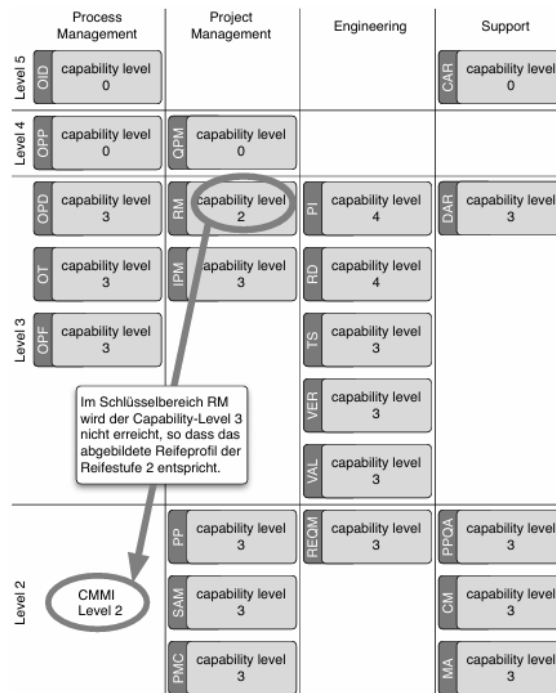 Process
Management
Project
Management
Engineering
Support
Level 5
OID
capability level
0
CAR
capability level
0
Level 4
OPP
capability level
0
QPM
capability level
0
Level 3
OPD
capability level
3
RM
capability level
2
PI
capability level
4
DAR
capability level
3
OT
capability level
3
IPM
capability level
3
RD
capability level
4
OPF
capability level
3
TS
capability level
3
Im Schlüsselbereich RM
wird der Capability-Level 3
nicht erreicht, so dass das
abgebildete Reifeprofil der
Reifestufe 2 entspricht.
VER
capability level
3
VAL
capability level
3
Level 2
CMMI
Level 2
PP
capability level
3
REQM
capability level
3
PPQA
capability level
3
SAM
capability level
3
CM
capability level
3
PMC
capability level
3
MA
capability level
3